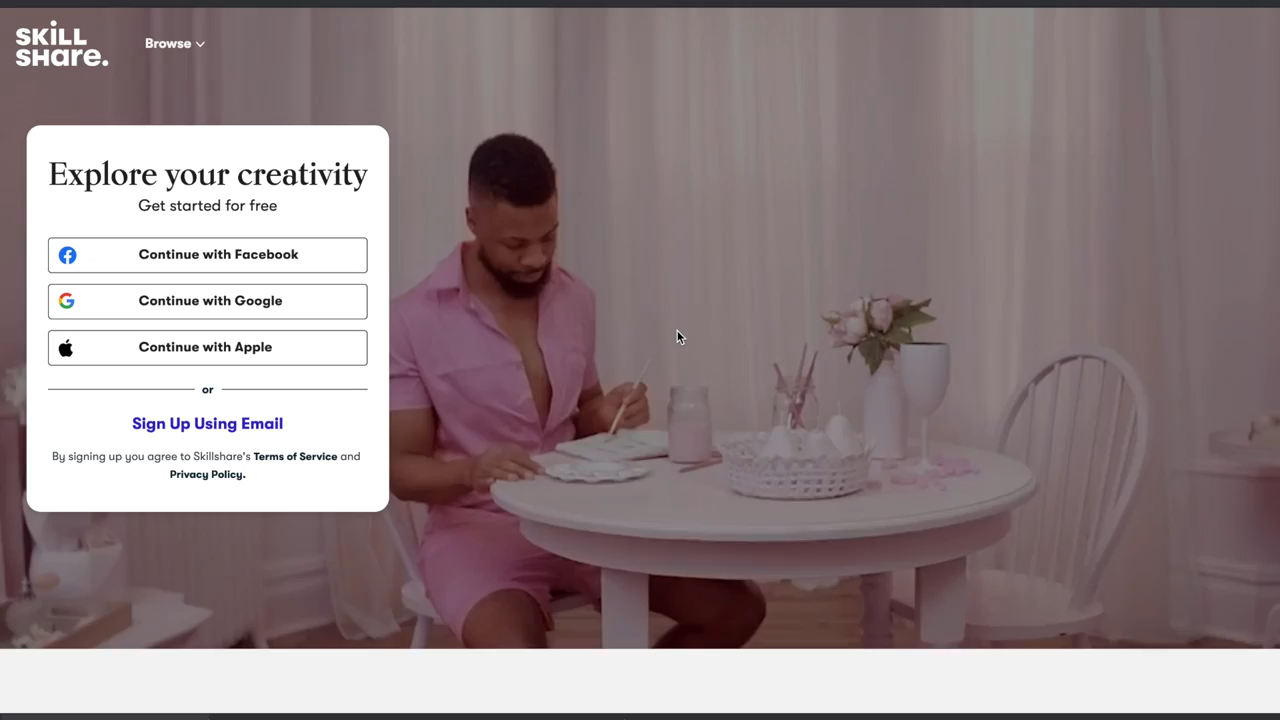 SKiLL
SHare.
Browse
Explore your creativity
Get started for free
Continue with Facebook
Continue with Google
Continue with Apple
or
Sign Up Using Email
By signing up you agree to Skillshare's Terms of Service and
Privacy Policy.